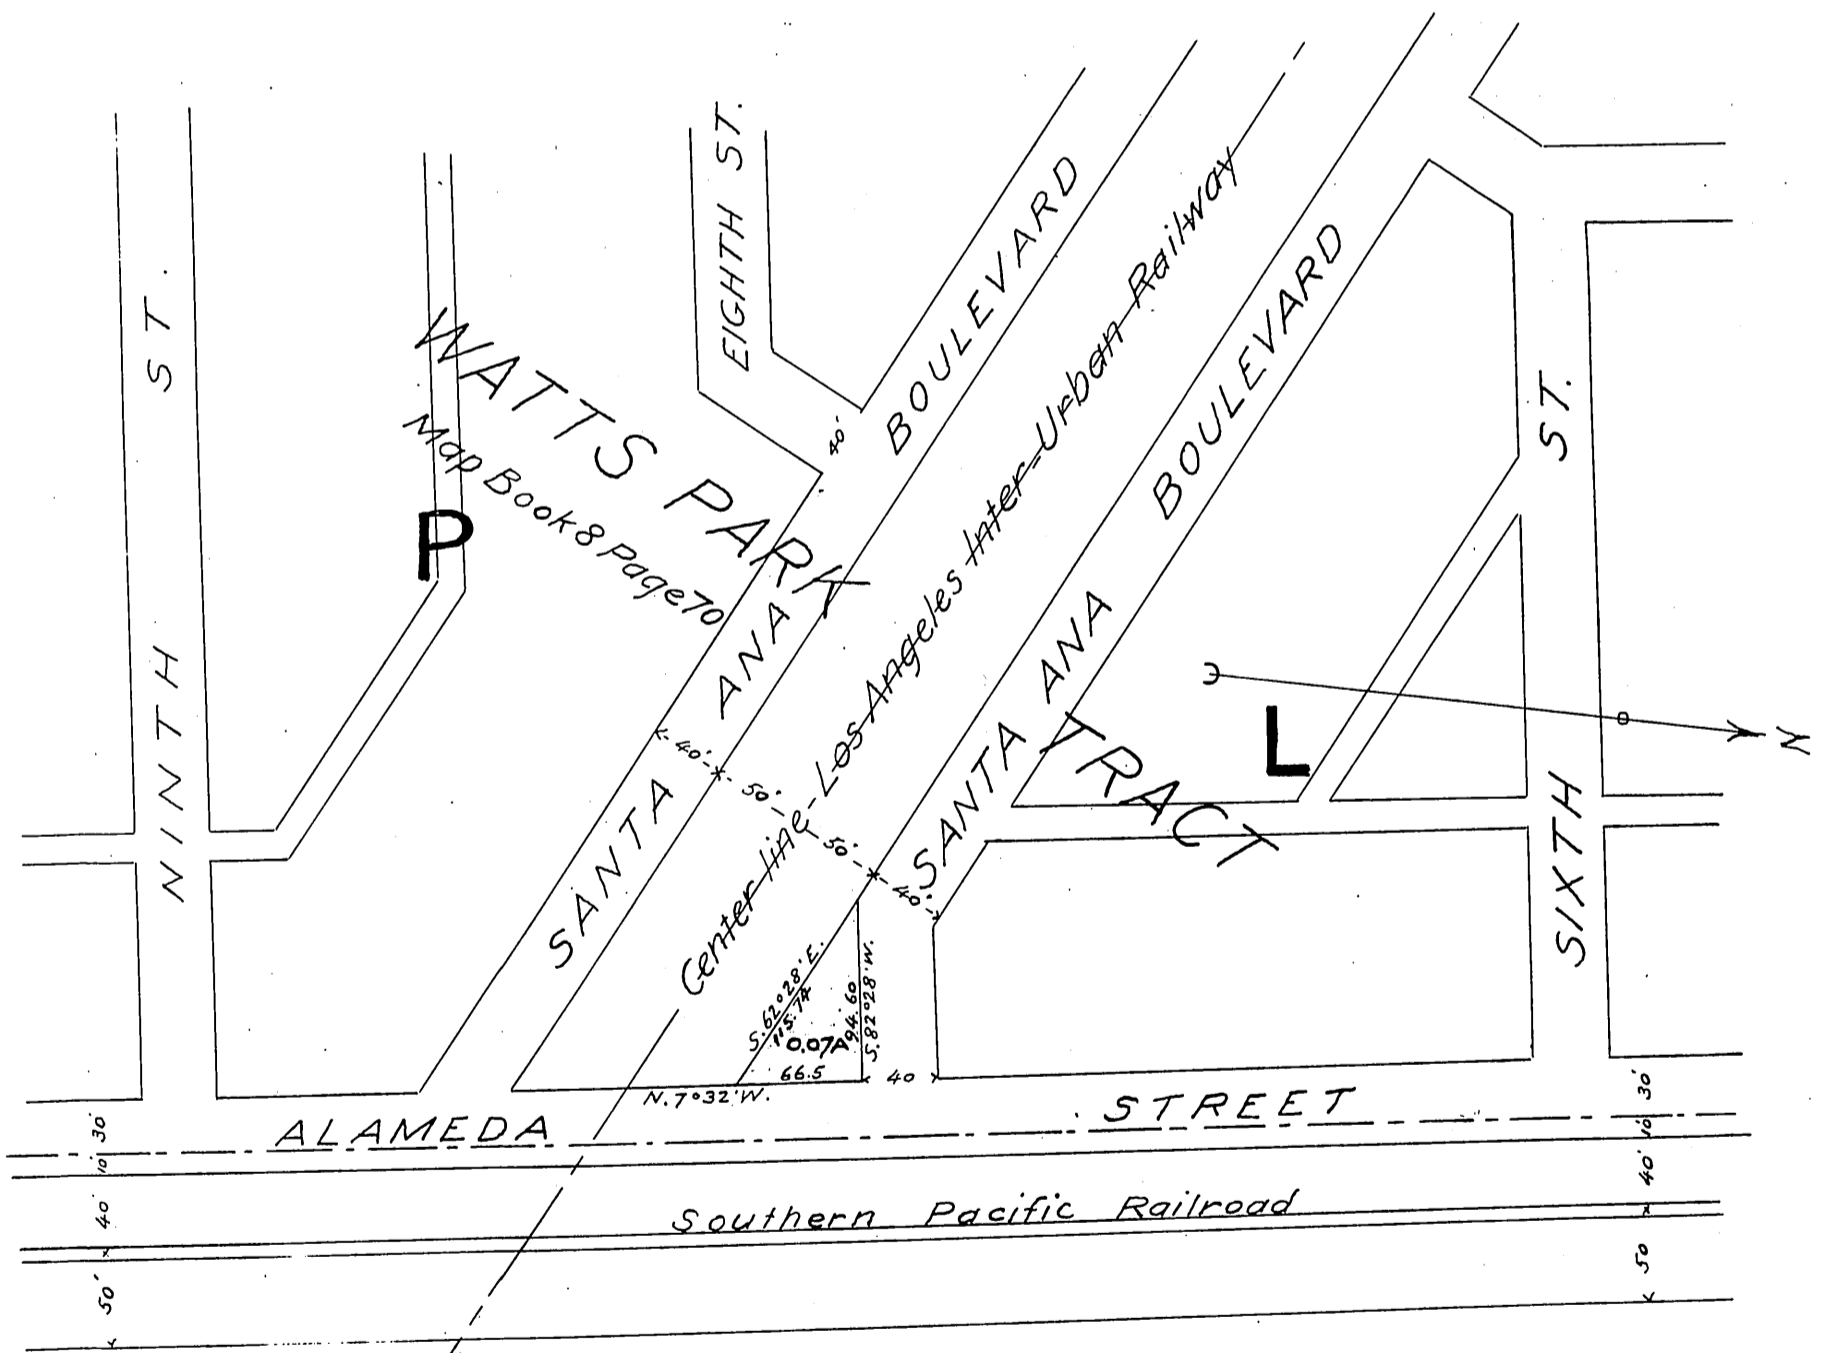 NINTH ST.
EIGHTH ST.
WATTS PARK TRACT
Map Book 8 Page 70
P
L
40'
SANTA ANA BOULEVARD
Center line - Los Angeles Inter-Urban Railway
SANTA ANA BOULEVARD
SIXTH ST.
N
40'
50'
50'
40'
S.62°28'E.
115.74
0.07A
94.60
S.82°28'W.
66.5
40
N.7°32'W.
ALAMEDA STREET
30'
10'
40'
50'
30'
10'
40'
50
Southern Pacific Railroad